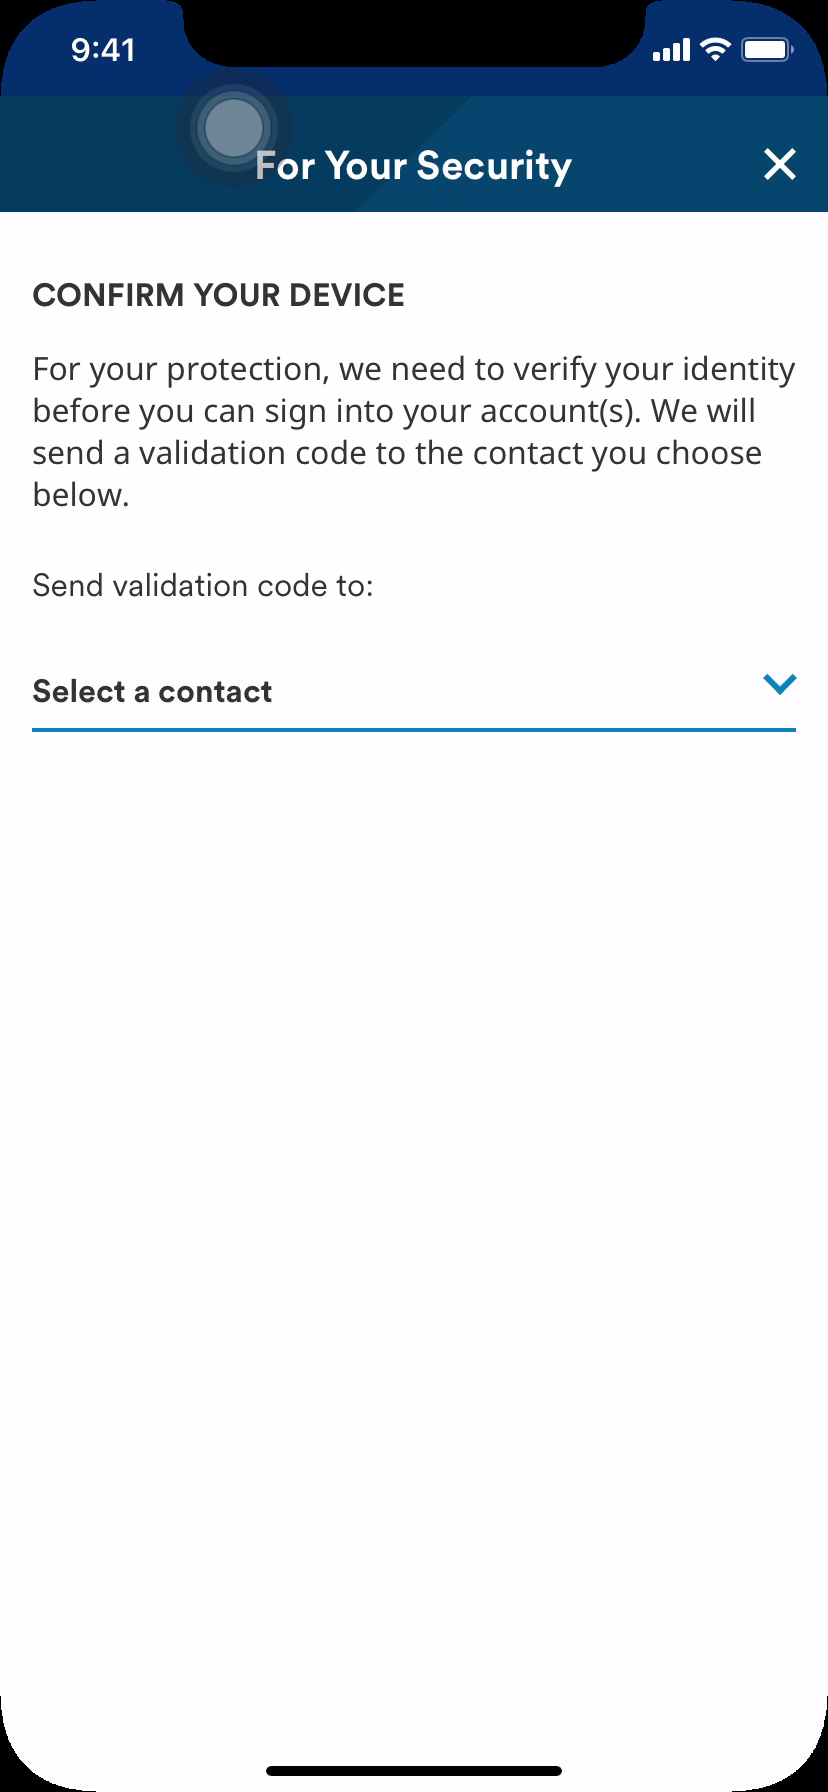 9:41
For Your Security
CONFIRM YOUR DEVICE
For your protection, we need to verify your identity
before you can sign into your account(s). We will
send a validation code to the contact you choose
below.
Send validation code to:
Select a contact